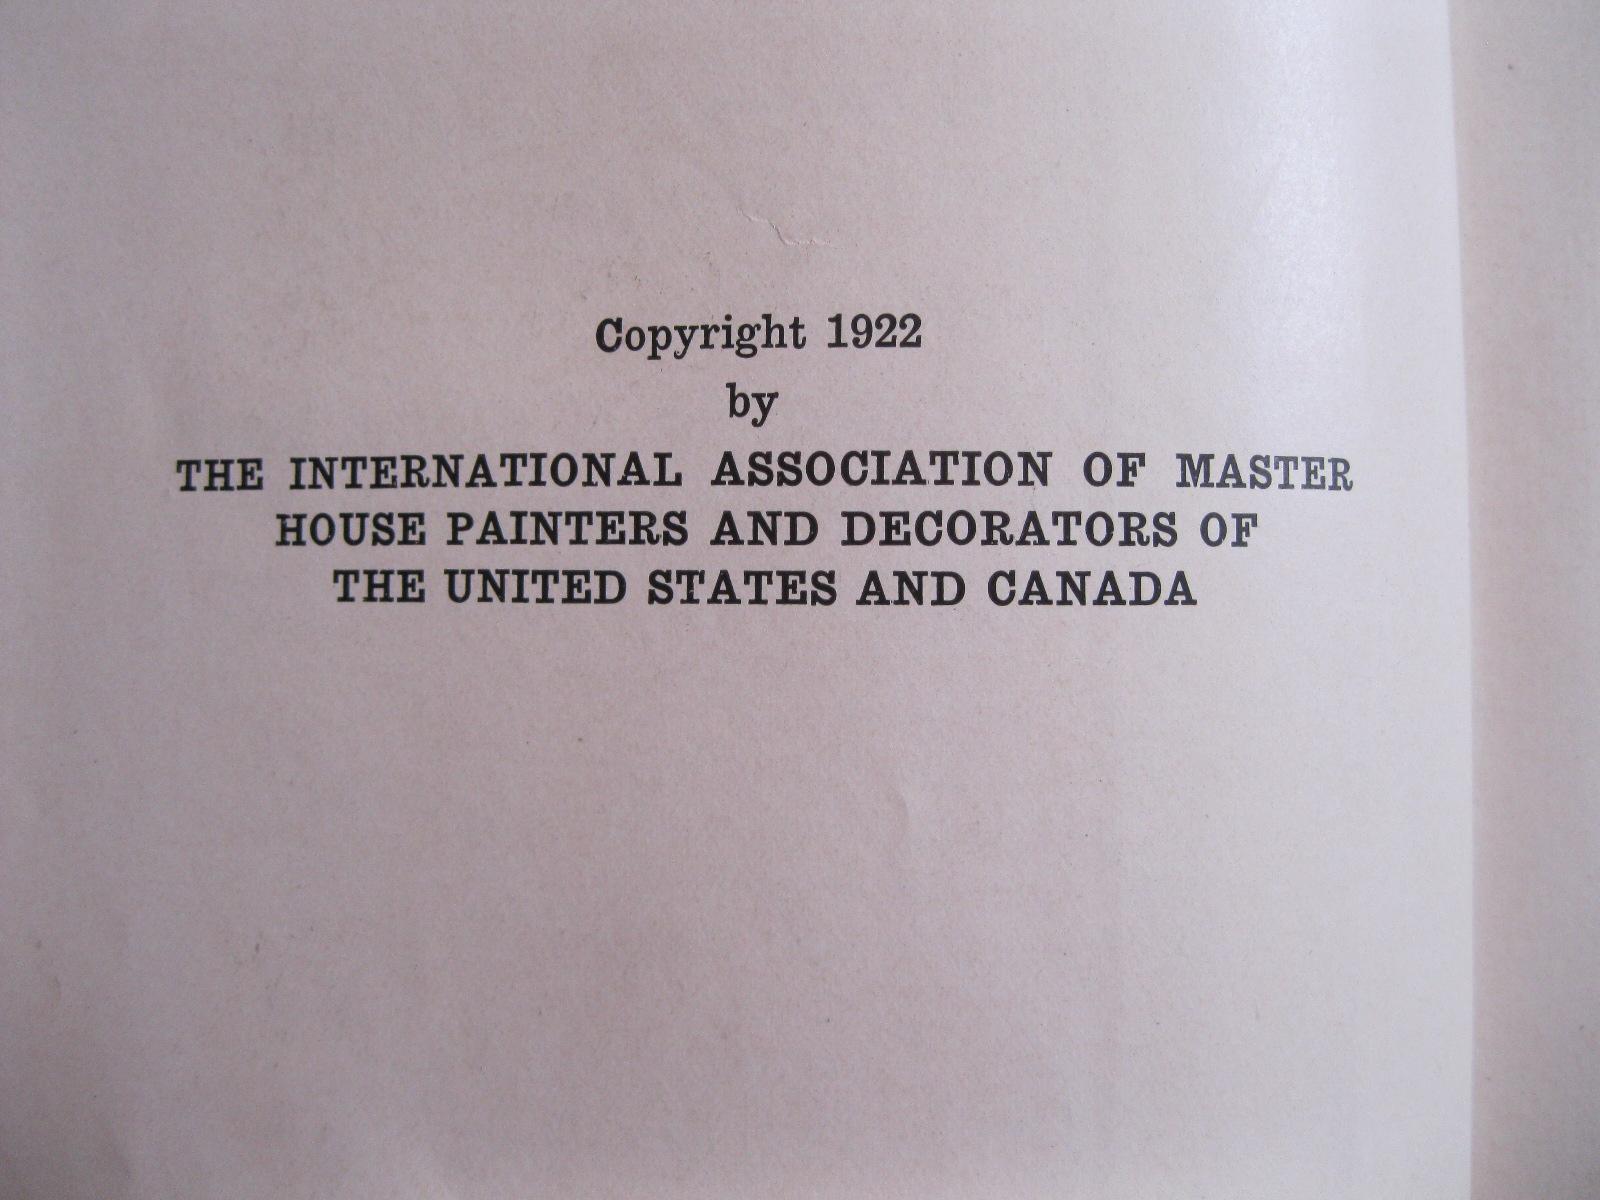 Copyright 1922
by
THE INTERNATIONAL ASSOCIATION OF MASTER
HOUSE PAINTERS AND DECORATORS OF
THE UNITED STATES AND CANADA